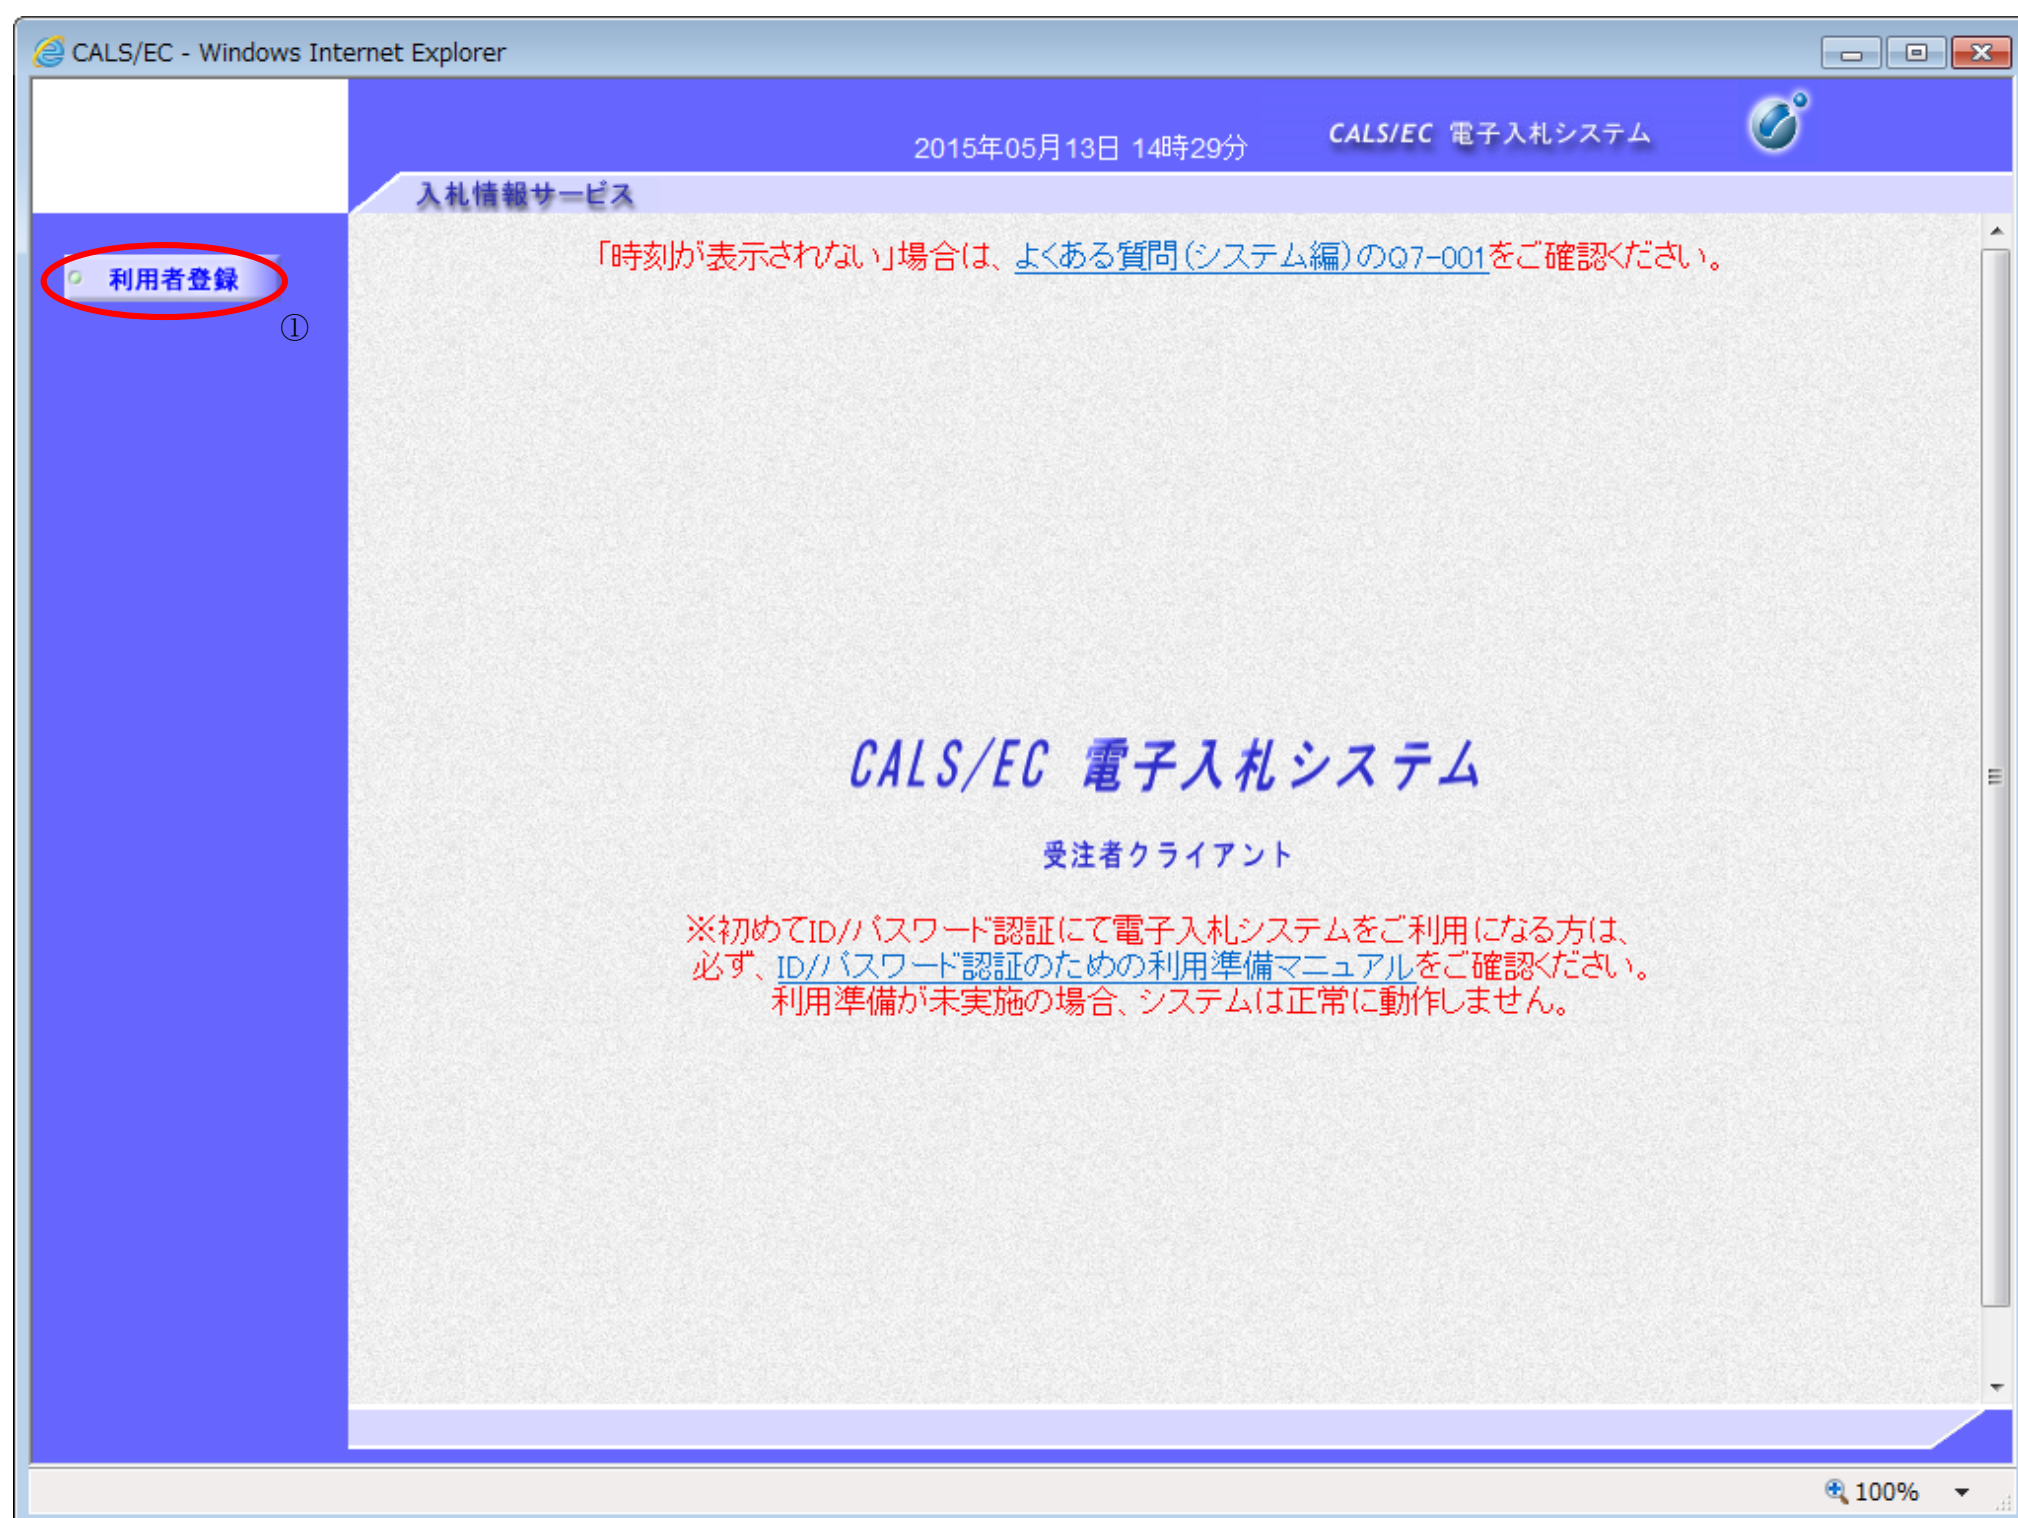 CALS/EC - Windows Internet Explorer
2015年05月13日 14時29分
CALS/EC 電子入札システム
入札情報サービス
利用者登録
①
「時刻が表示されない」場合は、よくある質問(システム編)のQ7-001をご確認ください。
CALS/EC 電子入札システム
受注者クライアント
※初めてID/パスワード認証にて電子入札システムをご利用になる方は、
必ず、ID/パスワード認証のための利用準備マニュアルをご確認ください。
利用準備が未実施の場合、システムは正常に動作しません。
100%